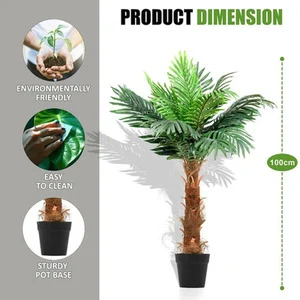 PRODUCT DIMENSION
ENVIRONMENTALLY
FRIENDLY
EASY
TO CLEAN
STURDY
POT BASE
100cm